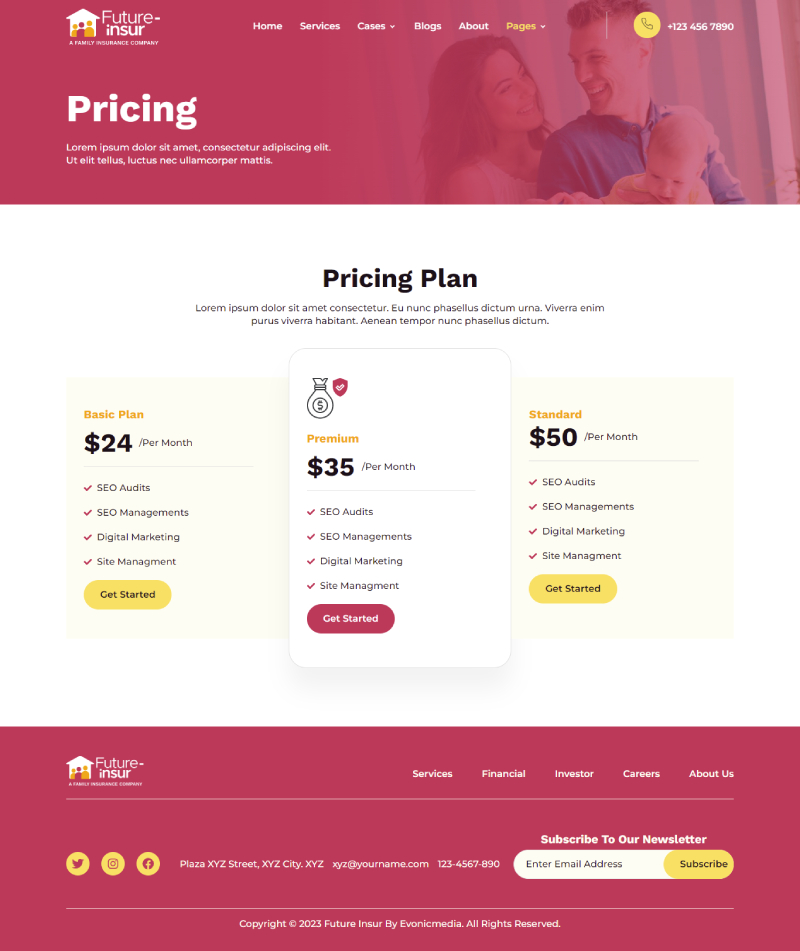 Future-
insur
A FAMILY INSURANCE COMPANY
Home Services Cases Blogs About Pages +123 456 7890
Pricing
Lorem ipsum dolor sit amet, consectetur adipiscing elit.
Ut elit tellus, luctus nec ullamcorper mattis.
Pricing Plan
Lorem ipsum dolor sit amet consectetur. Eu nunc phasellus dictum urna. Viverra enim
purus viverra habitant. Aenean tempor nunc phasellus dictum.
Basic Plan
$24 /Per Month
SEO Audits
SEO Managements
Digital Marketing
Site Managment
Get Started
$
Premium
$35 /Per Month
SEO Audits
SEO Managements
Digital Marketing
Site Managment
Get Started
Standard
$50 /Per Month
SEO Audits
SEO Managements
Digital Marketing
Site Managment
Get Started
Future-
insur
A FAMILY INSURANCE COMPANY
Services Financial Investor Careers About Us
Plaza XYZ Street, XYZ City. XYZ xyz@yourname.com 123-4567-890
Subscribe To Our Newsletter
Enter Email Address Subscribe
Copyright © 2023 Future Insur By Evonicmedia. All Rights Reserved.